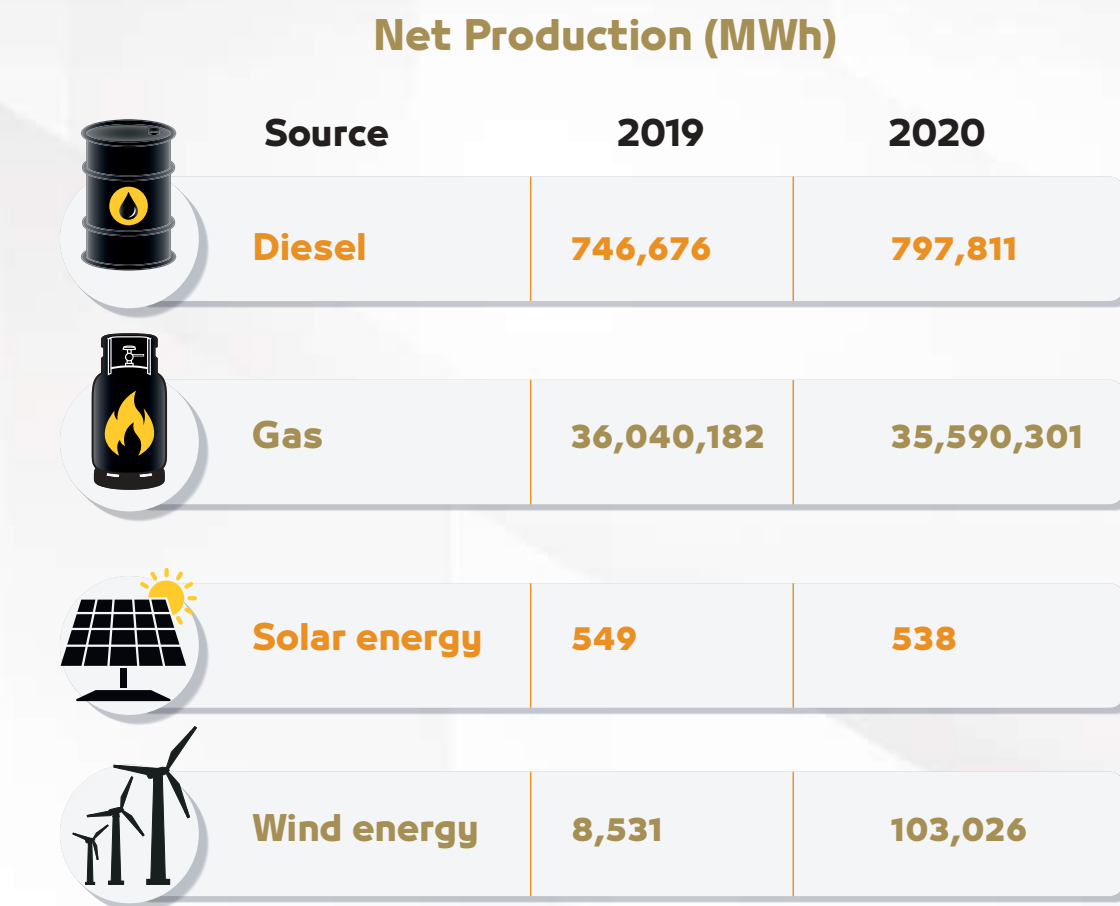 Net Production (MWh)
Source 2019 2020
Diesel 746,676 797,811
Gas 36,040,182 35,590,301
Solar energy 549 538
Wind energy 8,531 103,026